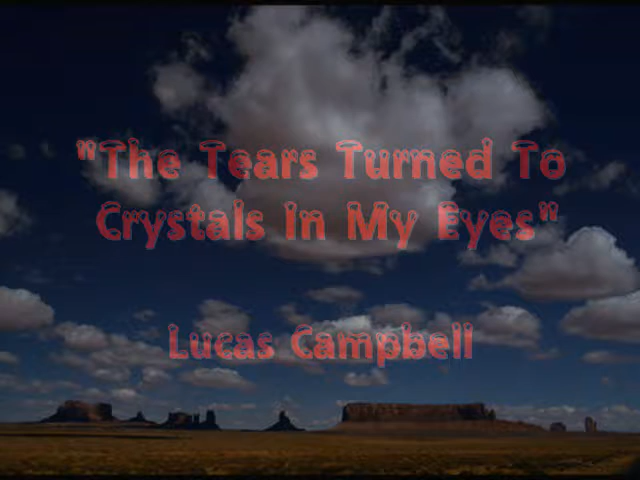 "The Tears Turned To
Crystals In My Eyes"
Lucas Campbell